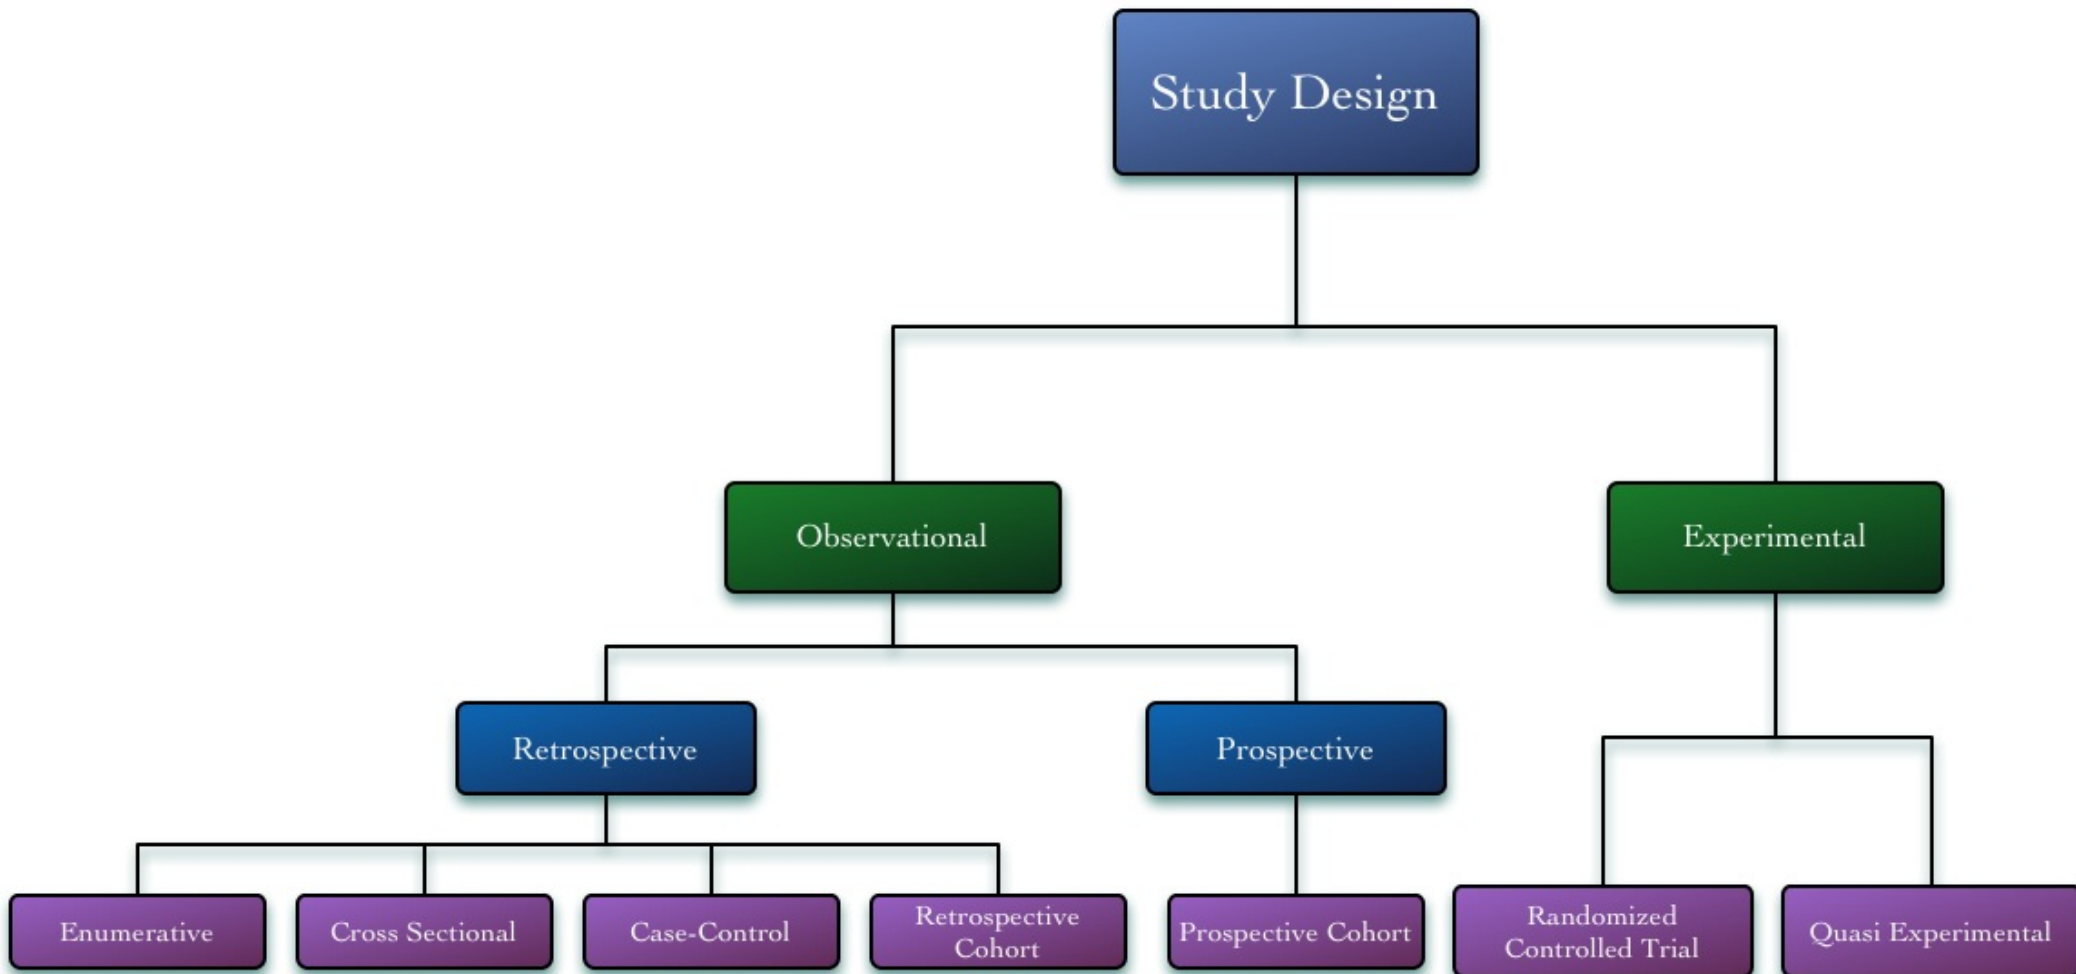 Study Design
Observational
Experimental
Retrospective
Prospective
Enumerative
Cross Sectional
Case-Control
Retrospective
Cohort
Prospective Cohort
Randomized
Controlled Trial
Quasi Experimental